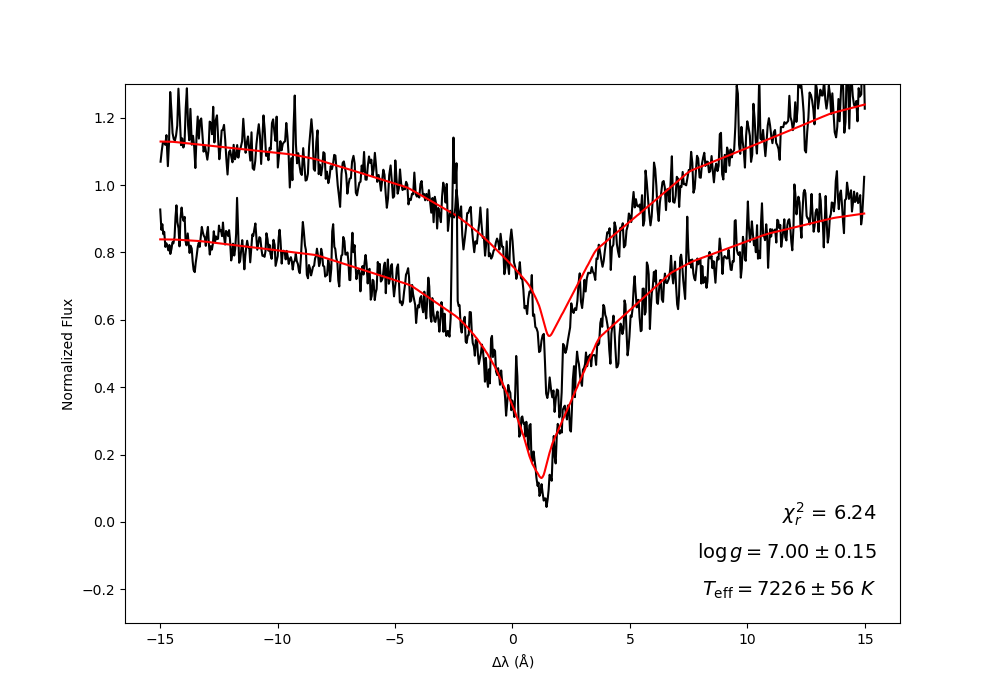 1.2
1.0
0.8
0.6
0.4
0.2
0.0
−0.2
Normalized Flux
χ²ᵣ = 6.24
log g = 7.00 ± 0.15
T_eff = 7226 ± 56 K
−15 −10 −5 0 5 10 15
Δλ (Å)